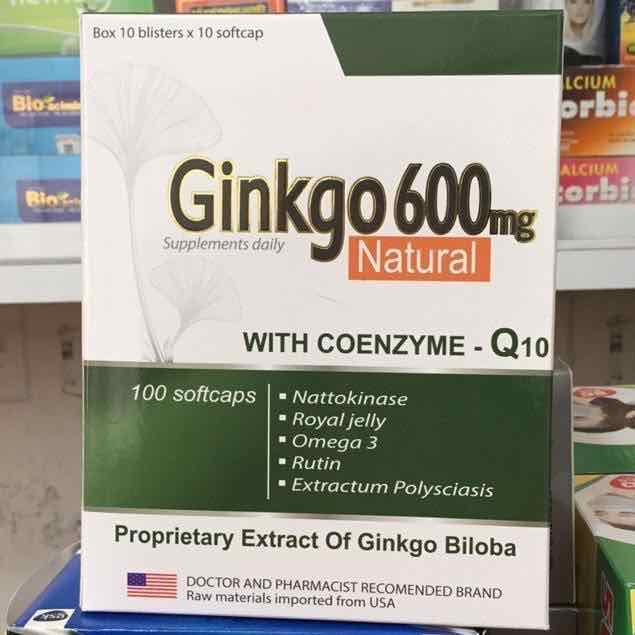 Box 10 blisters x 10 softcap
Ginkgo 600mg
Supplements daily
Natural
WITH COENZYME - Q10
100 softcaps
▪ Nattokinase
▪ Royal jelly
▪ Omega 3
▪ Rutin
▪ Extractum Polysciasis
Proprietary Extract Of Ginkgo Biloba
DOCTOR AND PHARMACIST RECOMENDED BRAND
Raw materials imported from USA
Bio
Bio